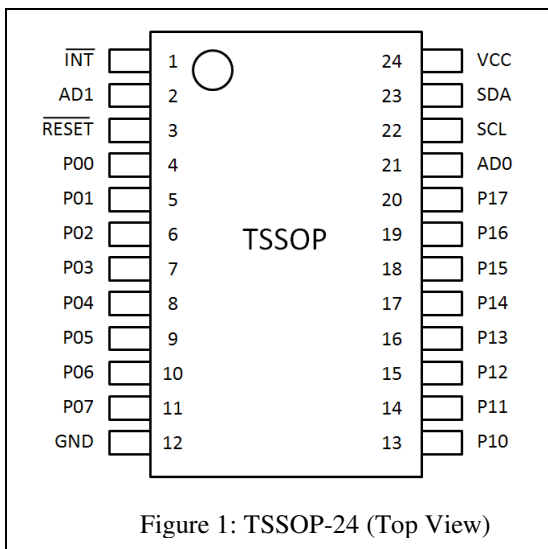 INT 1 24 VCC
AD1 2 23 SDA
RESET 3 22 SCL
P00 4 21 AD0
P01 5 20 P17
P02 6 TSSOP 19 P16
P03 7 18 P15
P04 8 17 P14
P05 9 16 P13
P06 10 15 P12
P07 11 14 P11
GND 12 13 P10
Figure 1: TSSOP-24 (Top View)